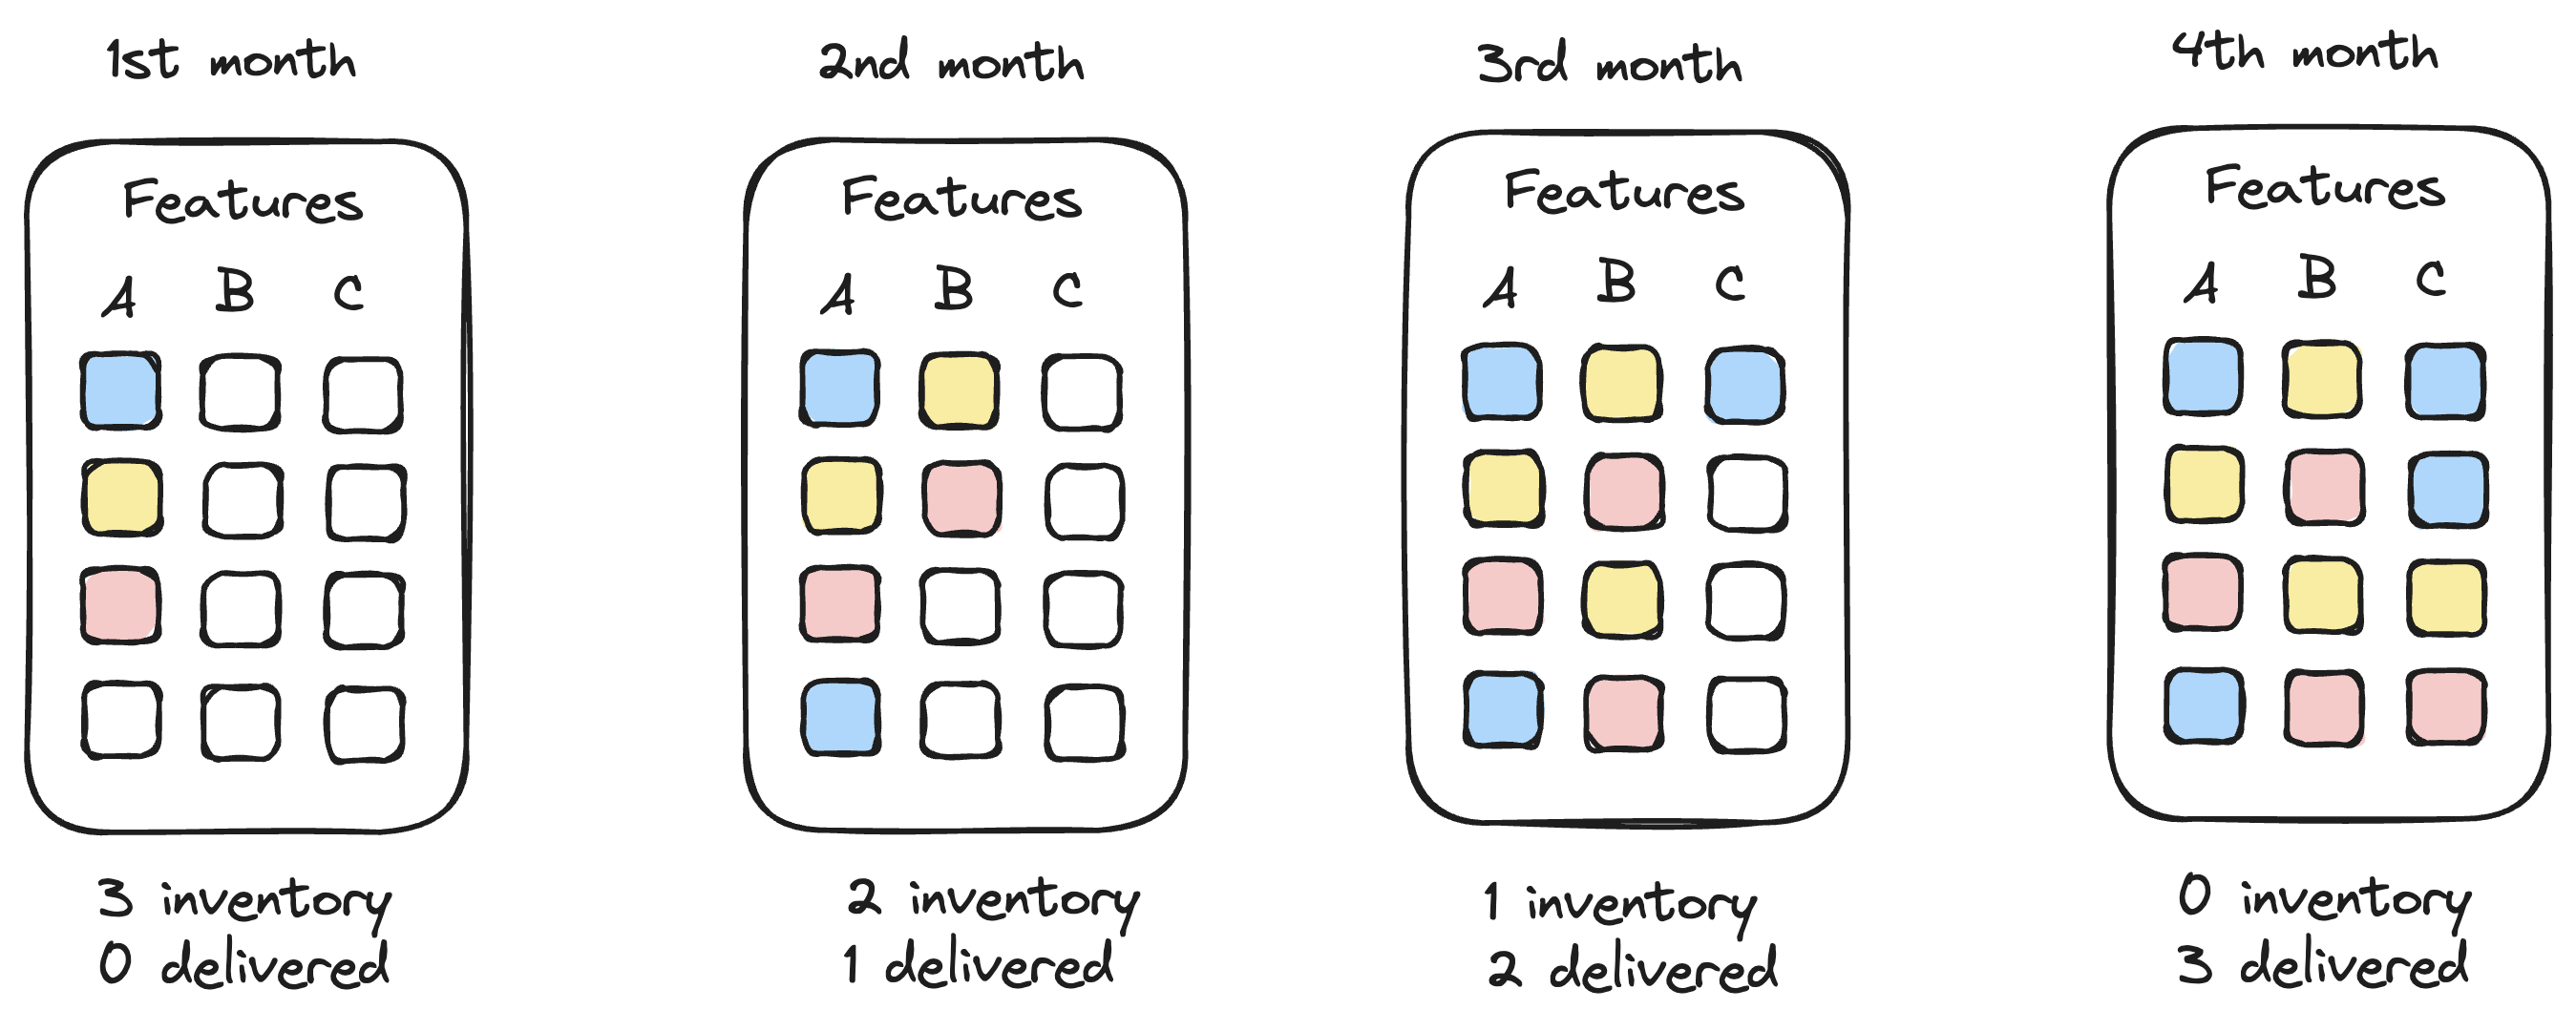 1st month
Features
A B C
3 inventory
0 delivered
2nd month
Features
A B C
2 inventory
1 delivered
3rd month
Features
A B C
1 inventory
2 delivered
4th month
Features
A B C
0 inventory
3 delivered